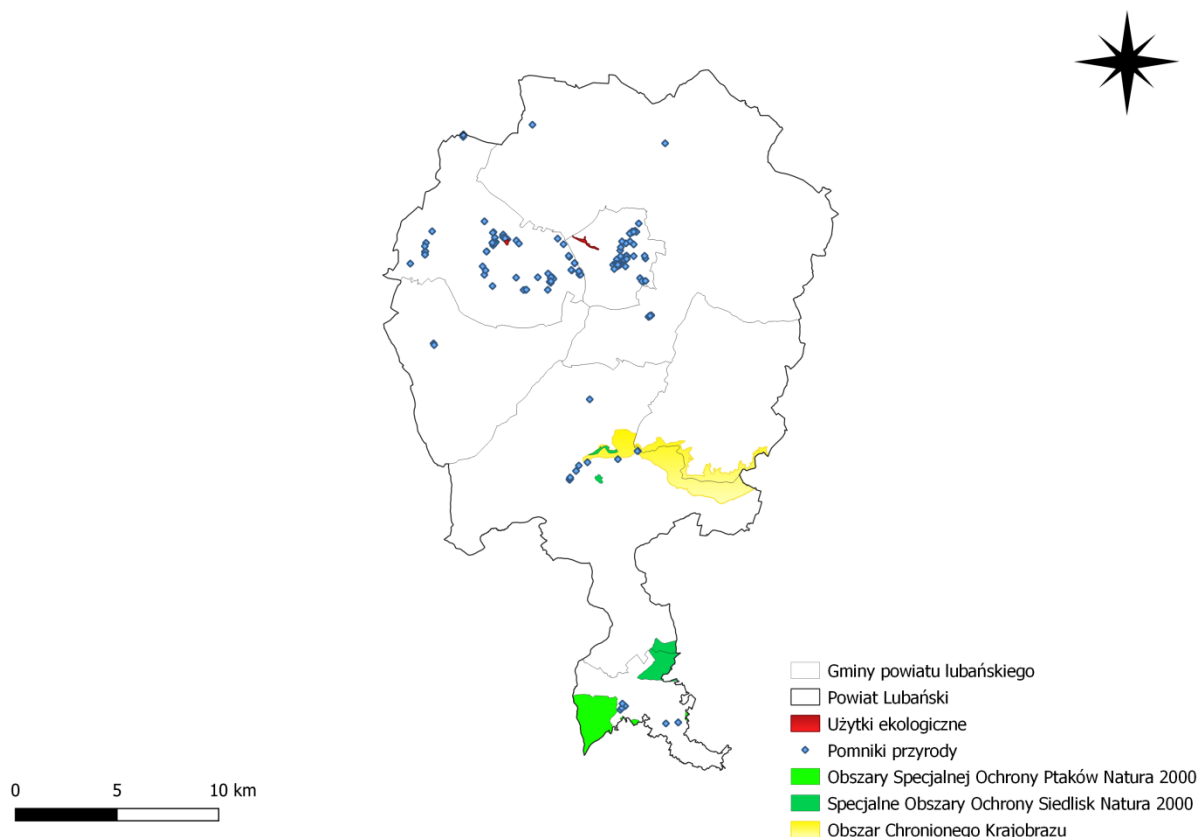 Gminy powiatu lubańskiego
Powiat Lubański
Użytki ekologiczne
Pomniki przyrody
Obszary Specjalnej Ochrony Ptaków Natura 2000
Specjalne Obszary Ochrony Siedlisk Natura 2000
Obszar Chronionego Krajobrazu
0 5 10 km